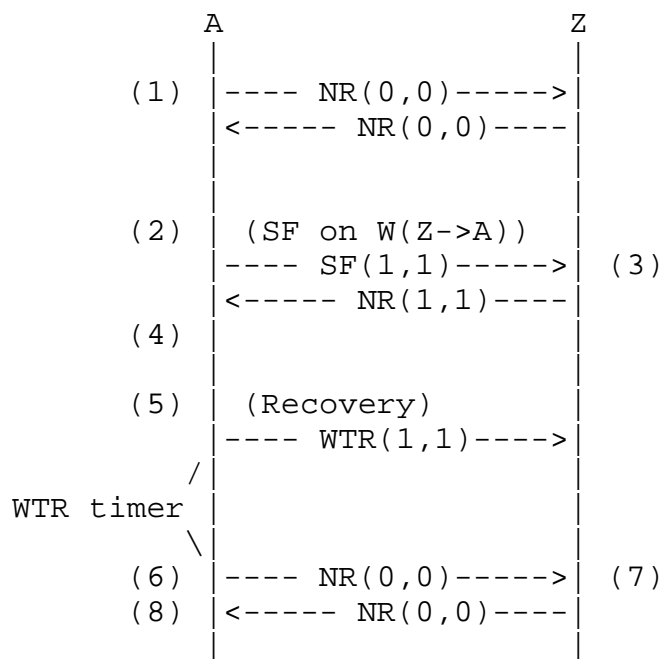 A Z
(1) |---- NR(0,0)----->|
|<----- NR(0,0)----|
(2) | (SF on W(Z->A)) |
|---- SF(1,1)----->| (3)
|<----- NR(1,1)----|
(4)
(5) | (Recovery) |
|---- WTR(1,1)---->|
/
WTR timer
\
(6) |---- NR(0,0)----->| (7)
(8) |<----- NR(0,0)----|